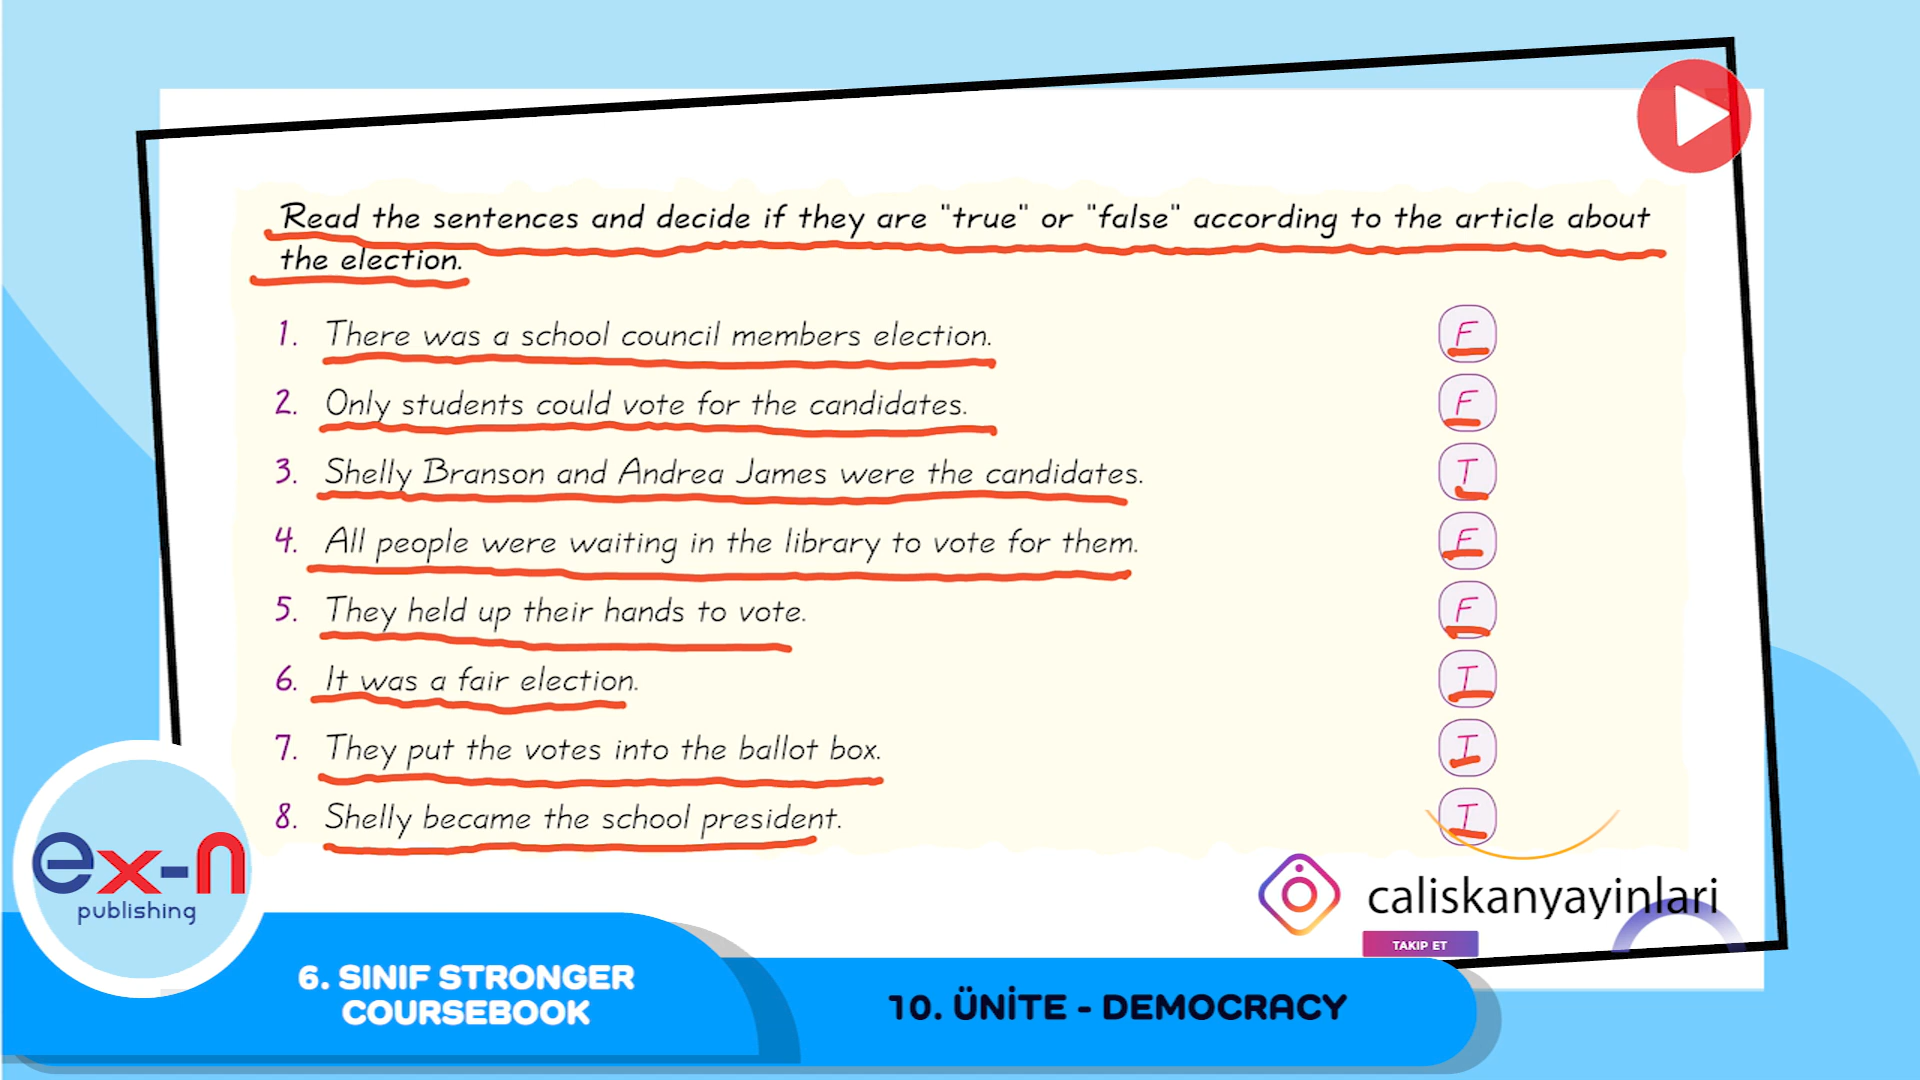 Read the sentences and decide if they are "true" or "false" according to the article about
the election.
1. There was a school council members election. F
2. Only students could vote for the candidates. F
3. Shelly Branson and Andrea James were the candidates. T
4. All people were waiting in the library to vote for them. F
5. They held up their hands to vote. F
6. It was a fair election. T
7. They put the votes into the ballot box. T
8. Shelly became the school president. T
ex-n
publishing
caliskanyayinlari
TAKIP ET
6. SINIF STRONGER
COURSEBOOK
10. ÜNİTE - DEMOCRACY